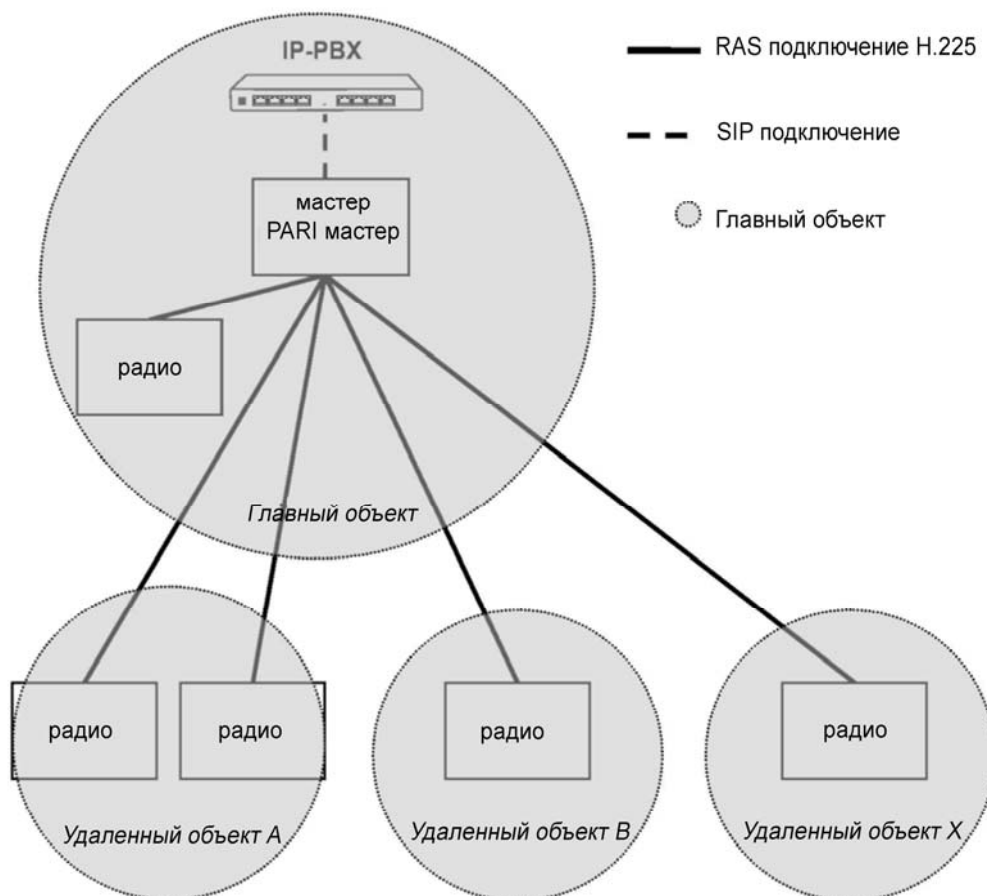 IP-PBX
RAS подключение H.225
SIP подключение
Главный объект
мастер
PARI мастер
радио
Главный объект
радио
радио
радио
радио
Удаленный объект A
Удаленный объект B
Удаленный объект X